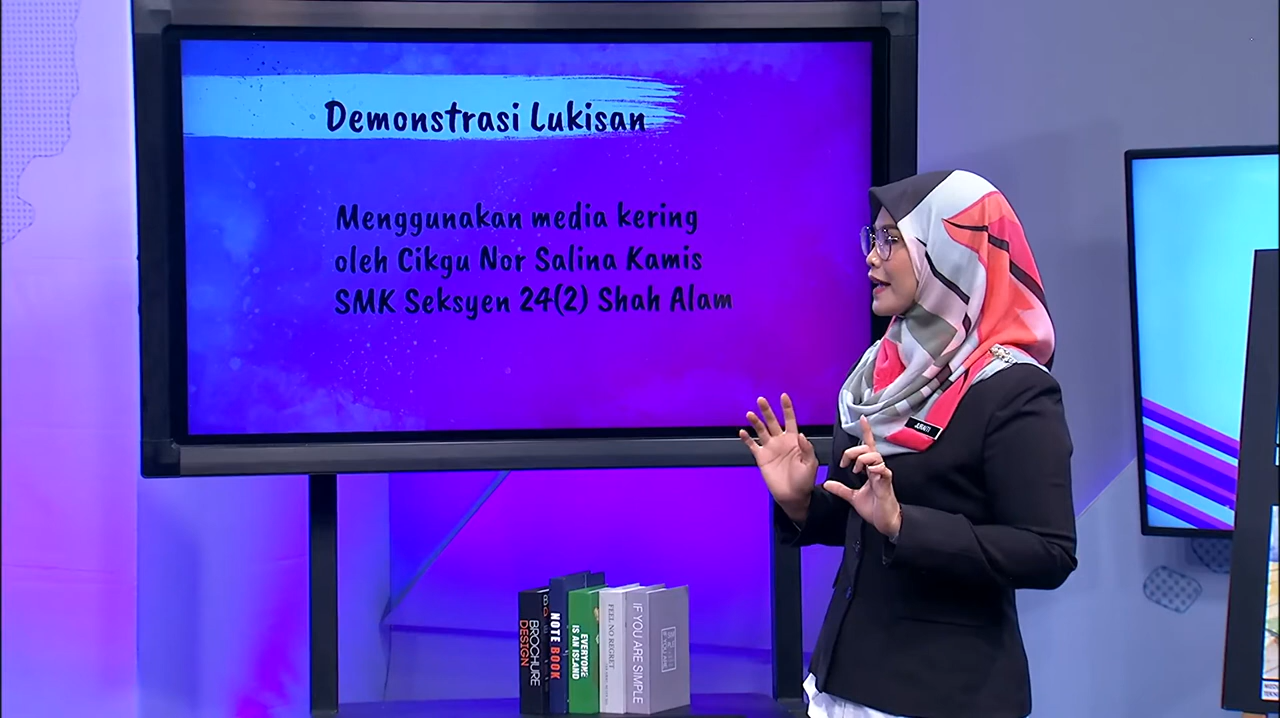 Demonstrasi Lukisan
Menggunakan media kering
oleh Cikgu Nor Salina Kamis
SMK Seksyen 24(2) Shah Alam
BROCHURE
DESIGN
NOTE BOOK
EVERYONE
IS AN ISLAND
FEEL NO REGRET
IF YOU ARE SIMPLE